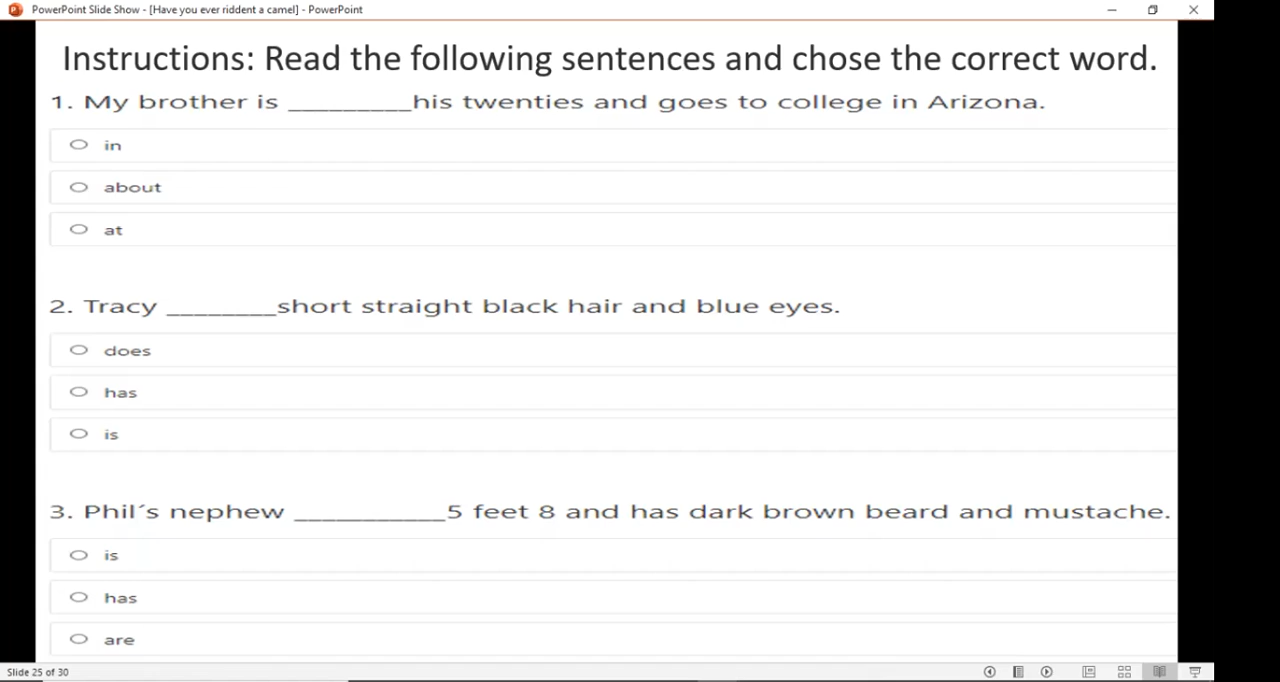 PowerPoint Slide Show - [Have you ever riddent a camel] - PowerPoint
Instructions: Read the following sentences and chose the correct word.
1. My brother is _________his twenties and goes to college in Arizona.
in
about
at
2. Tracy ________short straight black hair and blue eyes.
does
has
is
3. Phil´s nephew ___________5 feet 8 and has dark brown beard and mustache.
is
has
are
Slide 25 of 30